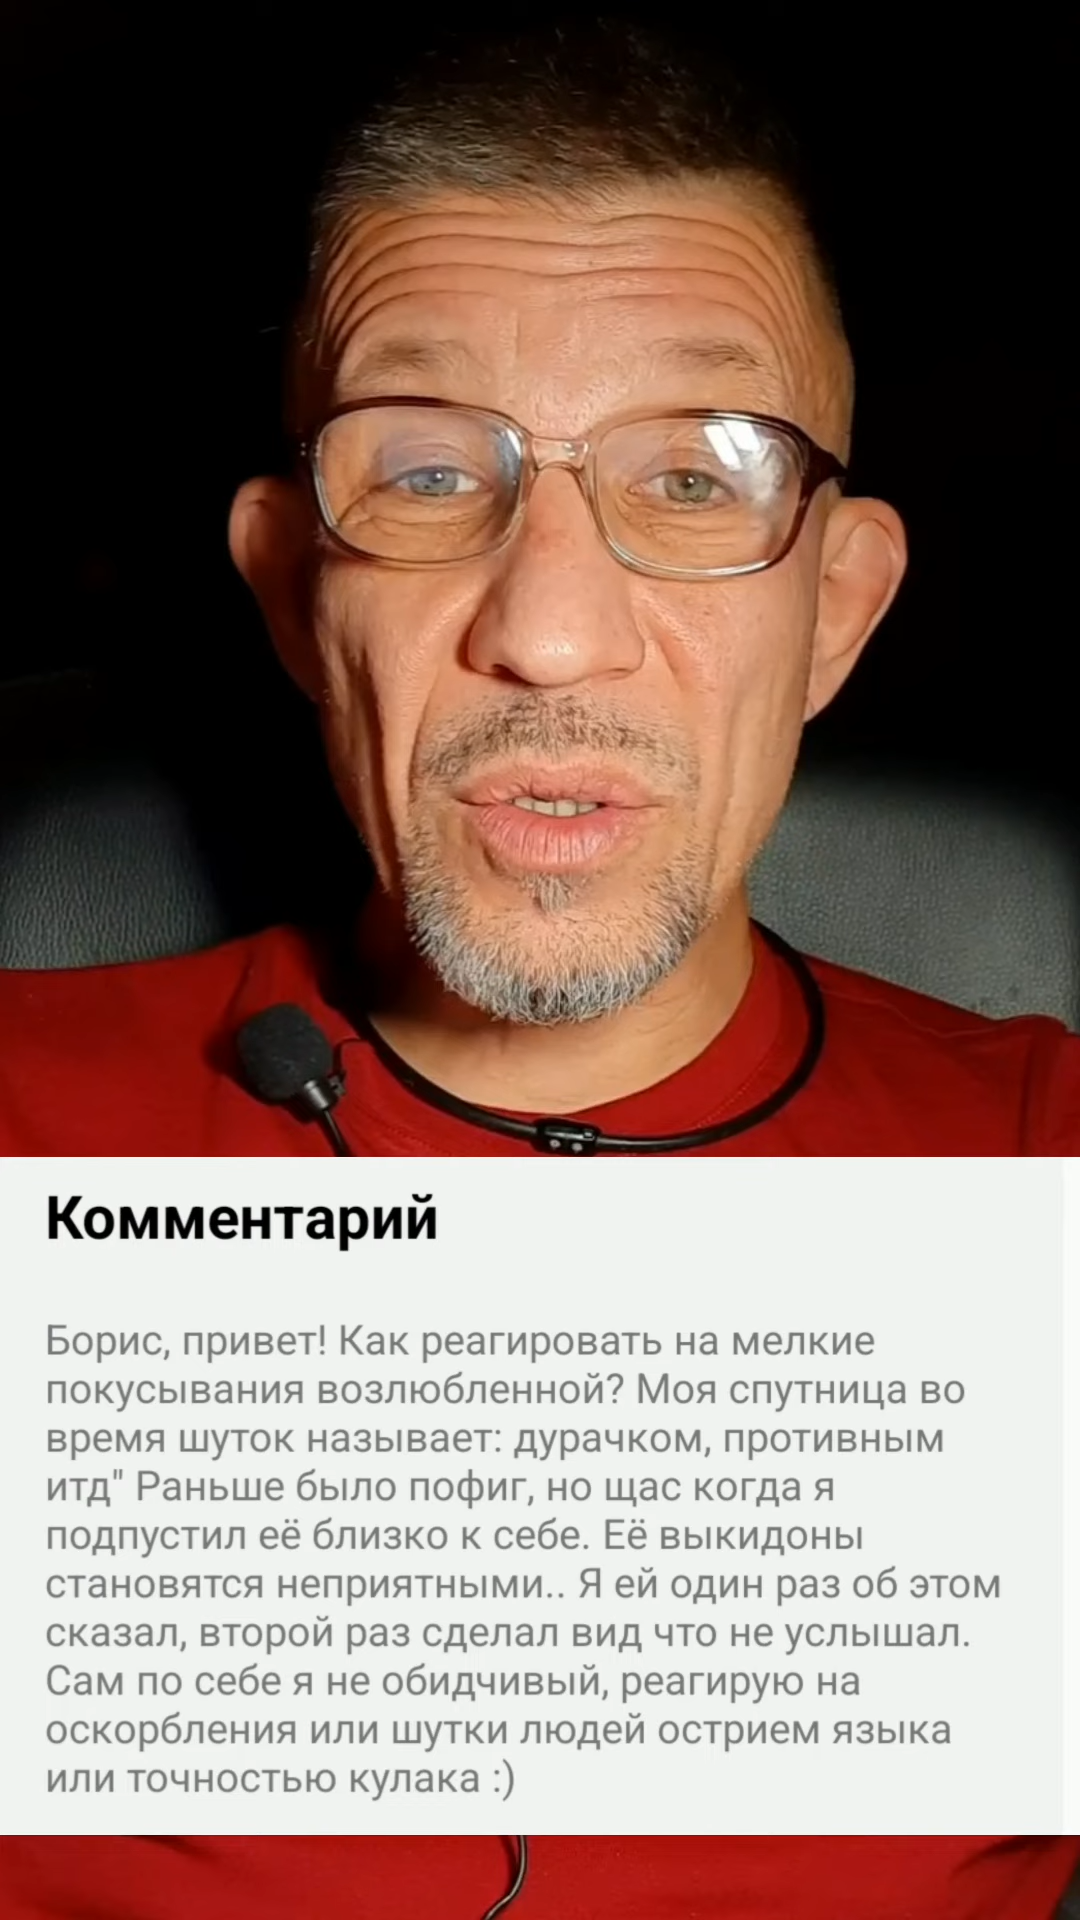 Комментарий
Борис, привет! Как реагировать на мелкие
покусывания возлюбленной? Моя спутница во
время шуток называет: дурачком, противным
итд" Раньше было пофиг, но щас когда я
подпустил её близко к себе. Её выкидоны
становятся неприятными.. Я ей один раз об этом
сказал, второй раз сделал вид что не услышал.
Сам по себе я не обидчивый, реагирую на
оскорбления или шутки людей острием языка
или точностью кулака :)